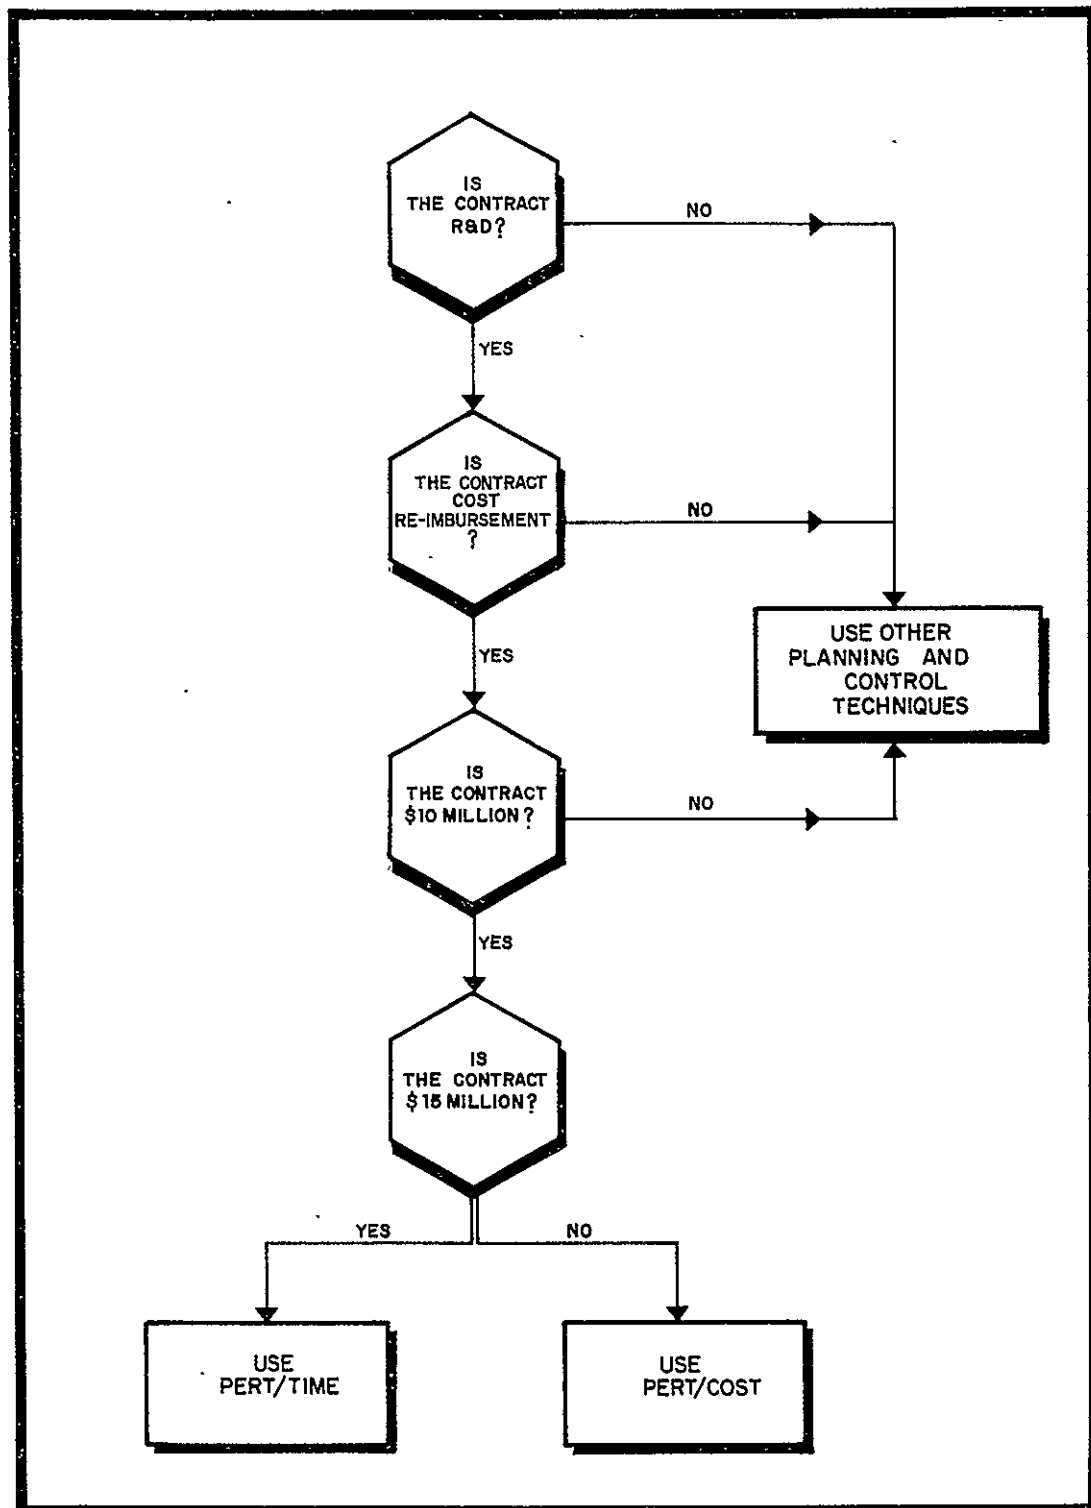 IS
THE CONTRACT
R&D?
NO
YES
IS
THE CONTRACT
COST
RE-IMBURSEMENT
?
NO
YES
USE OTHER
PLANNING AND
CONTROL
TECHNIQUES
IS
THE CONTRACT
$10 MILLION?
NO
YES
IS
THE CONTRACT
$15 MILLION?
YES
NO
USE
PERT/TIME
USE
PERT/COST